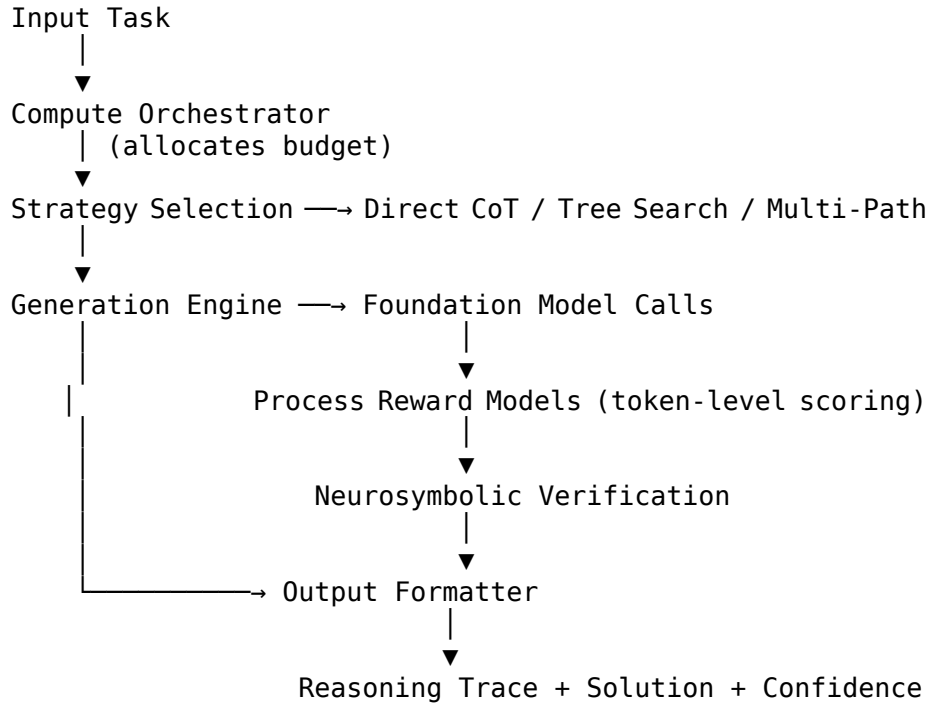 Input Task
Compute Orchestrator
(allocates budget)
Strategy Selection ──→ Direct CoT / Tree Search / Multi-Path
Generation Engine ──→ Foundation Model Calls
Process Reward Models (token-level scoring)
Neurosymbolic Verification
Output Formatter
Reasoning Trace + Solution + Confidence